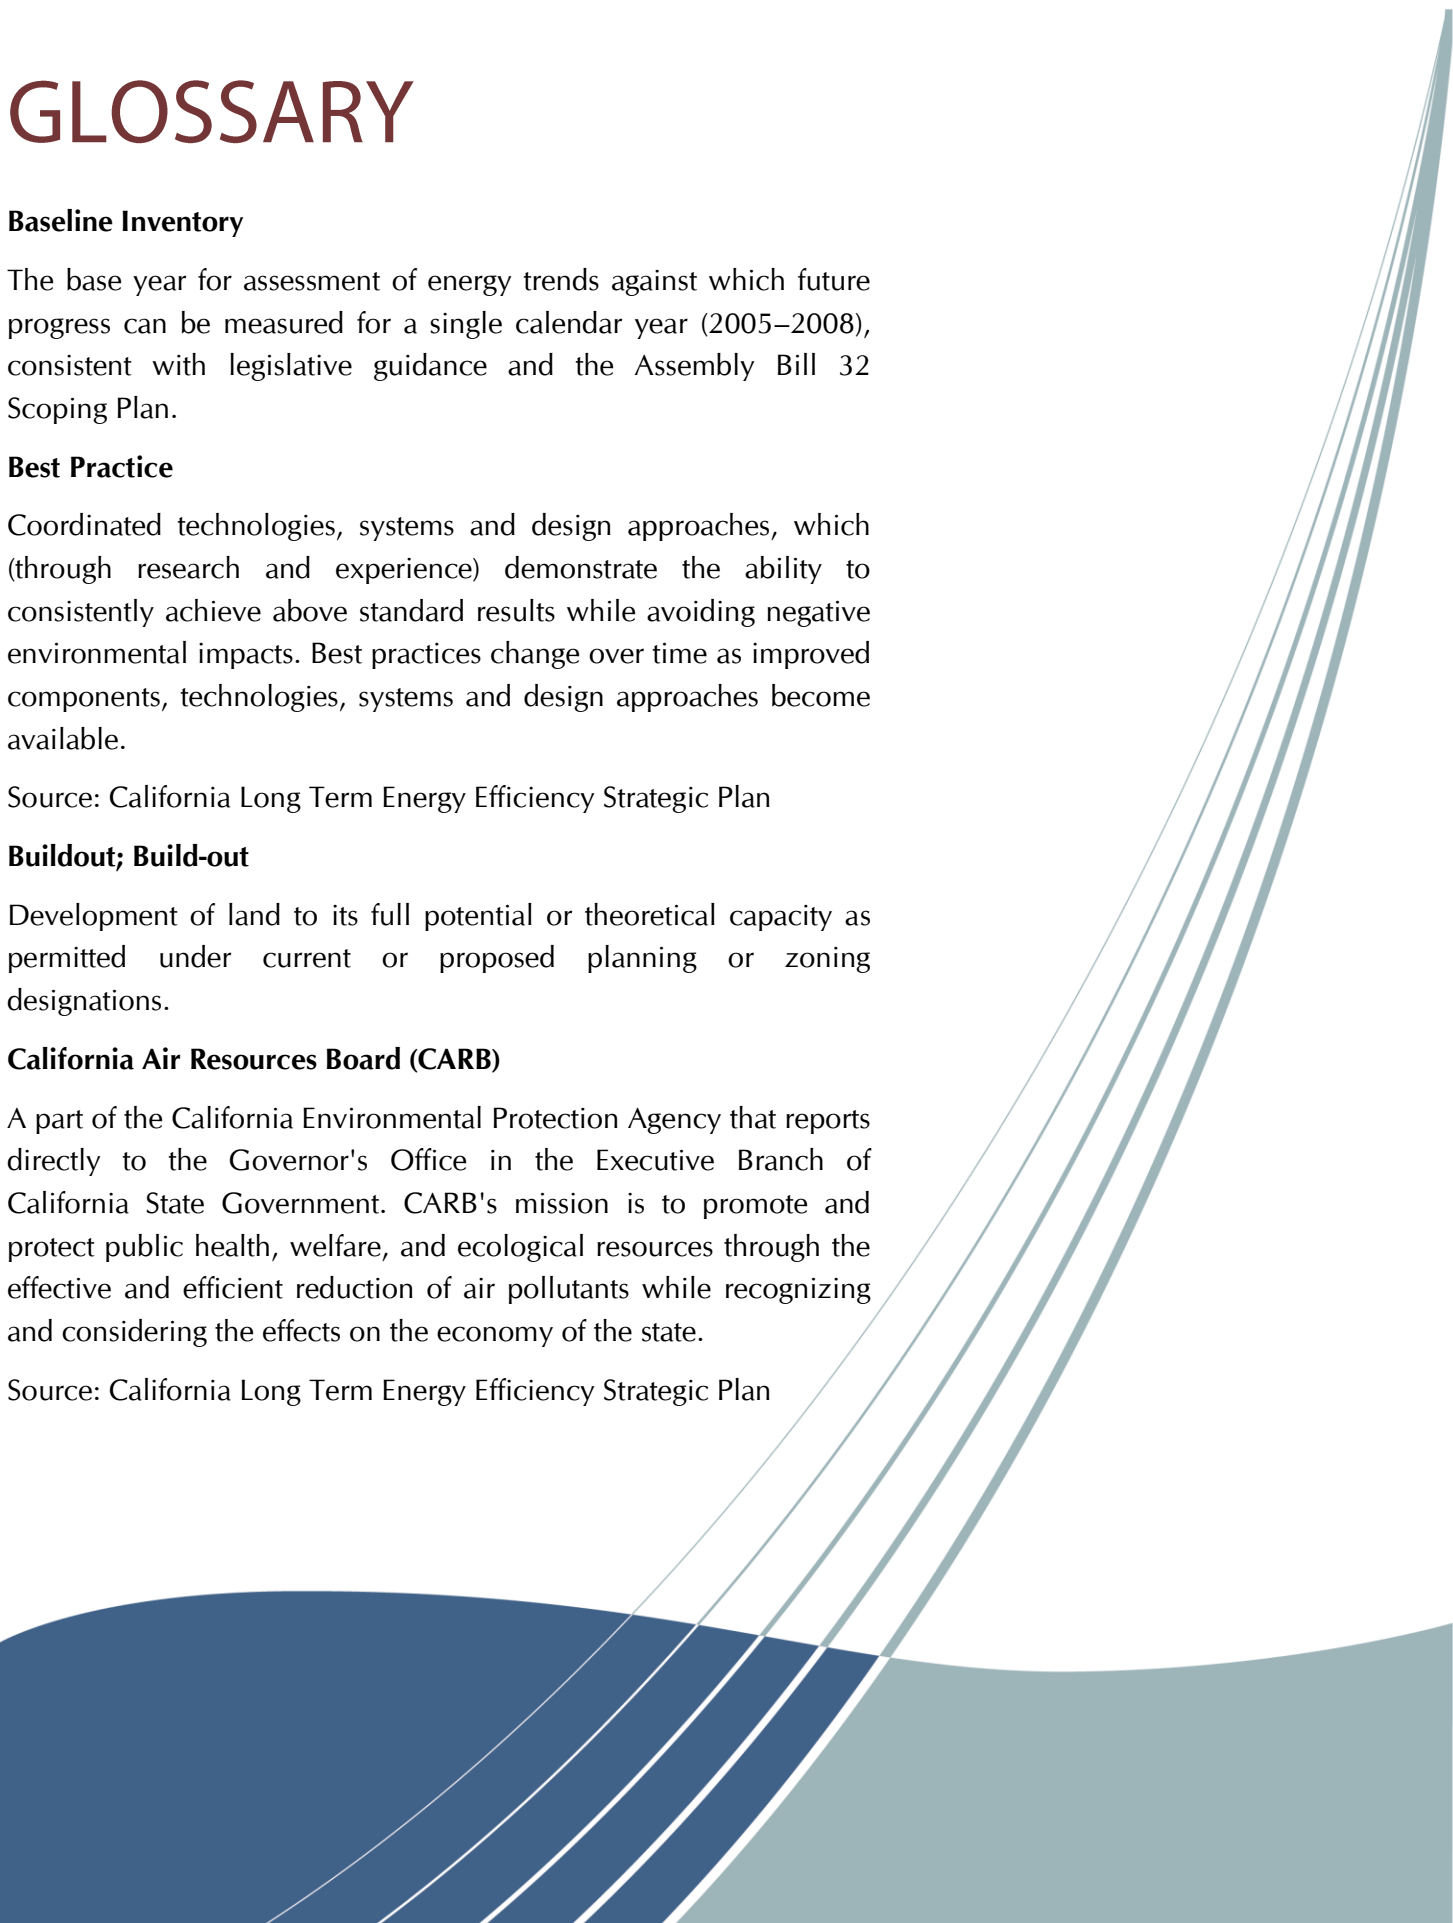 GLOSSARY
Baseline Inventory
The base year for assessment of energy trends against which future
progress can be measured for a single calendar year (2005–2008),
consistent with legislative guidance and the Assembly Bill 32
Scoping Plan.
Best Practice
Coordinated technologies, systems and design approaches, which
(through research and experience) demonstrate the ability to
consistently achieve above standard results while avoiding negative
environmental impacts. Best practices change over time as improved
components, technologies, systems and design approaches become
available.
Source: California Long Term Energy Efficiency Strategic Plan
Buildout; Build-out
Development of land to its full potential or theoretical capacity as
permitted under current or proposed planning or zoning
designations.
California Air Resources Board (CARB)
A part of the California Environmental Protection Agency that reports
directly to the Governor's Office in the Executive Branch of
California State Government. CARB's mission is to promote and
protect public health, welfare, and ecological resources through the
effective and efficient reduction of air pollutants while recognizing
and considering the effects on the economy of the state.
Source: California Long Term Energy Efficiency Strategic Plan